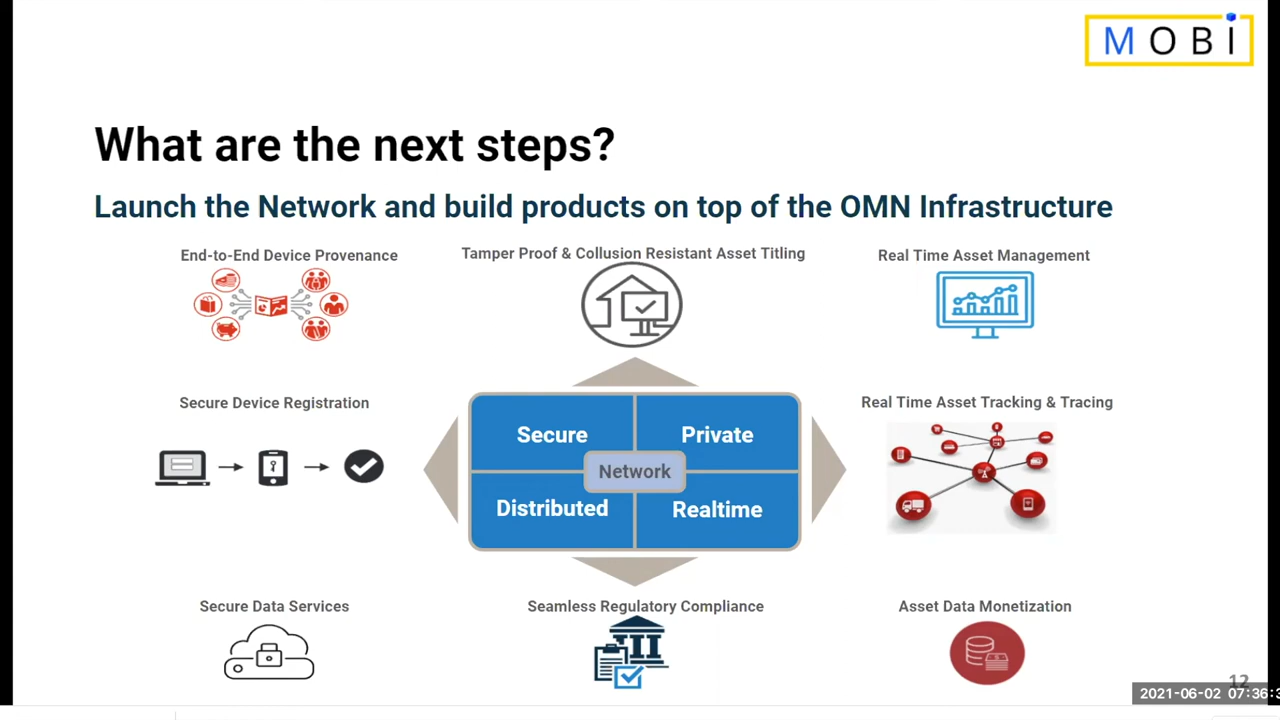 MOBI
What are the next steps?
Launch the Network and build products on top of the OMN Infrastructure
End-to-End Device Provenance
Tamper Proof & Collusion Resistant Asset Titling
Real Time Asset Management
Secure Device Registration
Real Time Asset Tracking & Tracing
Secure
Private
Network
Distributed
Realtime
Secure Data Services
Seamless Regulatory Compliance
Asset Data Monetization
12
2021-06-02 07:36:3